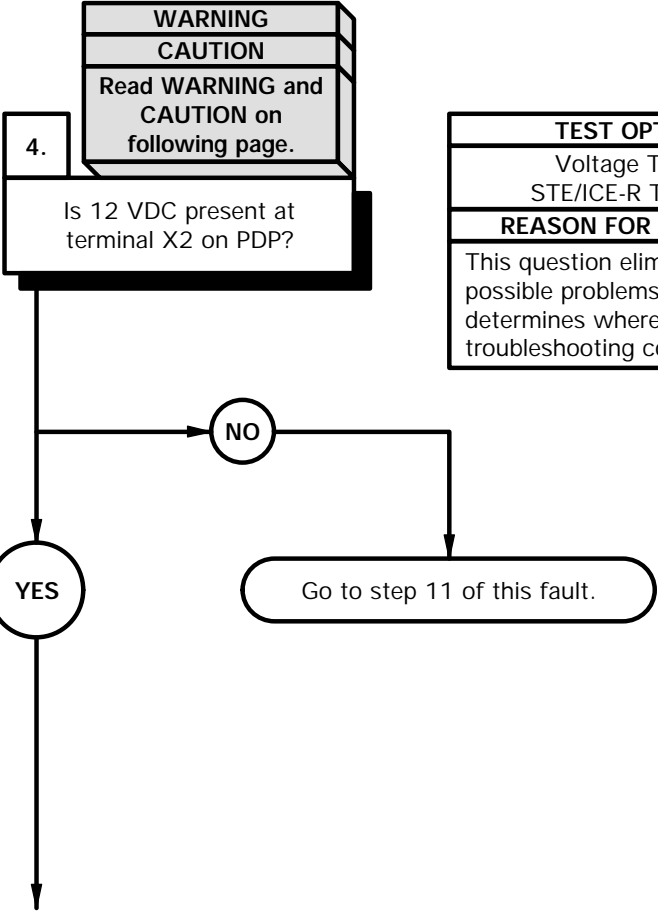 WARNING
CAUTION
Read WARNING and
CAUTION on
following page.
4.
Is 12 VDC present at
terminal X2 on PDP?
TEST
Voltage
STE/ICE-R
REASON FOR
This question
possible problems
determines where
troubleshooting
NO
YES
Go to step 11 of this fault.